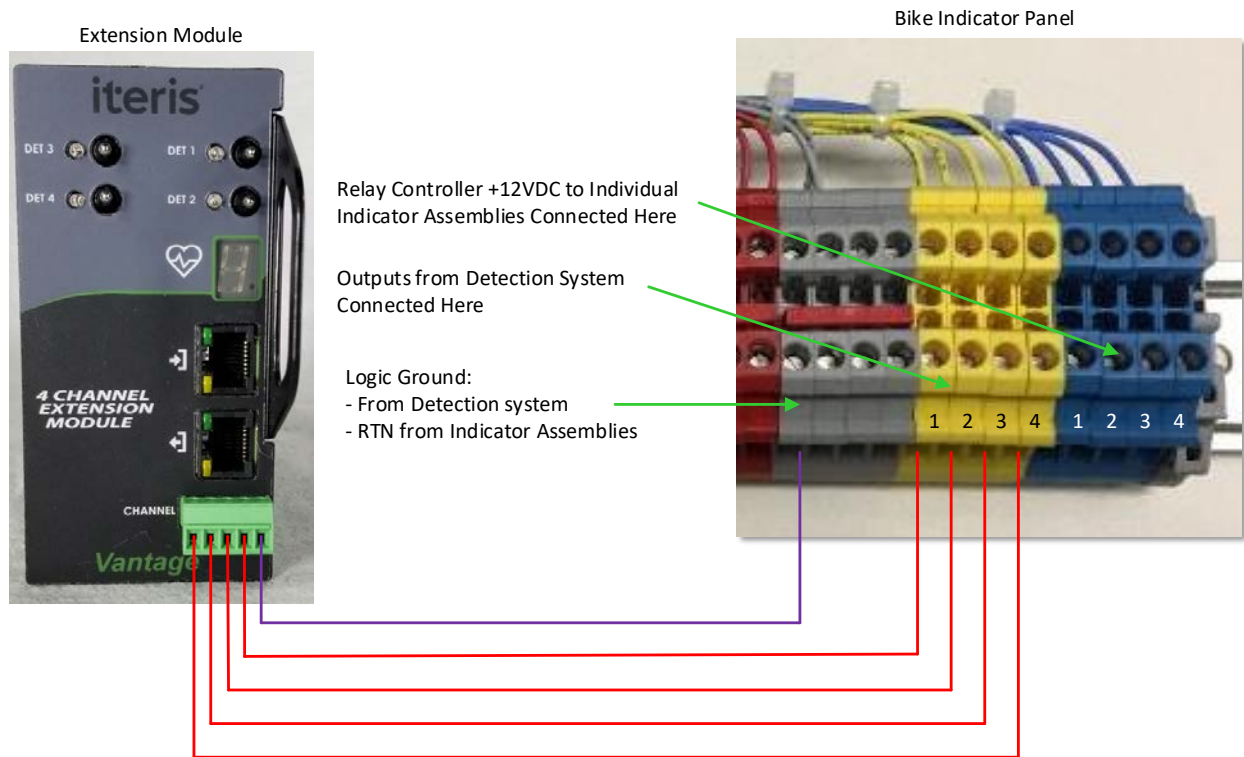 Extension Module
Bike Indicator Panel
iteris
DET 3
DET 1
DET 4
DET 2
Relay Controller +12VDC to Individual
Indicator Assemblies Connected Here
Outputs from Detection System
Connected Here
Logic Ground:
- From Detection system
- RTN from Indicator Assemblies
4 CHANNEL
EXTENSION
MODULE
1 2 3 4 1 2 3 4
CHANNEL
Vantage